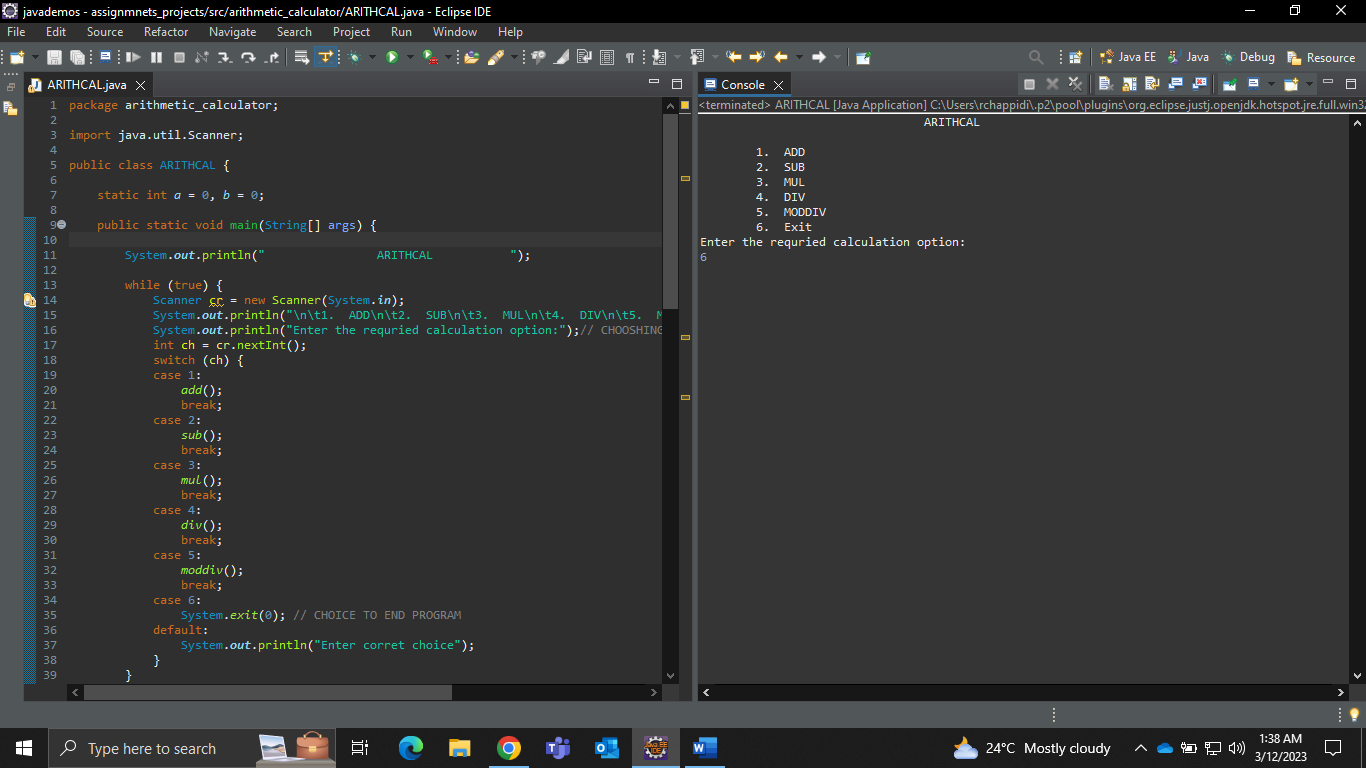 javademos - assignmnets_projects/src/arithmetic_calculator/ARITHCAL.java - Eclipse IDE
File Edit Source Refactor Navigate Search Project Run Window Help
Java EE Java Debug Resource
ARITHCAL.java
1 package arithmetic_calculator;
2
3 import java.util.Scanner;
4
5 public class ARITHCAL {
6
7 static int a = 0, b = 0;
8
9 public static void main(String[] args) {
10
11 System.out.println(" ARITHCAL ");
12
13 while (true) {
14 Scanner cr = new Scanner(System.in);
15 System.out.println("\n\t1. ADD\n\t2. SUB\n\t3. MUL\n\t4. DIV\n\t5. M
16 System.out.println("Enter the requried calculation option:");// CHOOSHING
17 int ch = cr.nextInt();
18 switch (ch) {
19 case 1:
20 add();
21 break;
22 case 2:
23 sub();
24 break;
25 case 3:
26 mul();
27 break;
28 case 4:
29 div();
30 break;
31 case 5:
32 moddiv();
33 break;
34 case 6:
35 System.exit(0); // CHOICE TO END PROGRAM
36 default:
37 System.out.println("Enter corret choice");
38 }
39 }
Console
<terminated> ARITHCAL [Java Application] C:\Users\rchappidi\.p2\pool\plugins\org.eclipse.justj.openjdk.hotspot.jre.full.win32
ARITHCAL
1. ADD
2. SUB
3. MUL
4. DIV
5. MODDIV
6. Exit
Enter the requried calculation option:
6
Type here to search
24°C Mostly cloudy
1:38 AM
3/12/2023